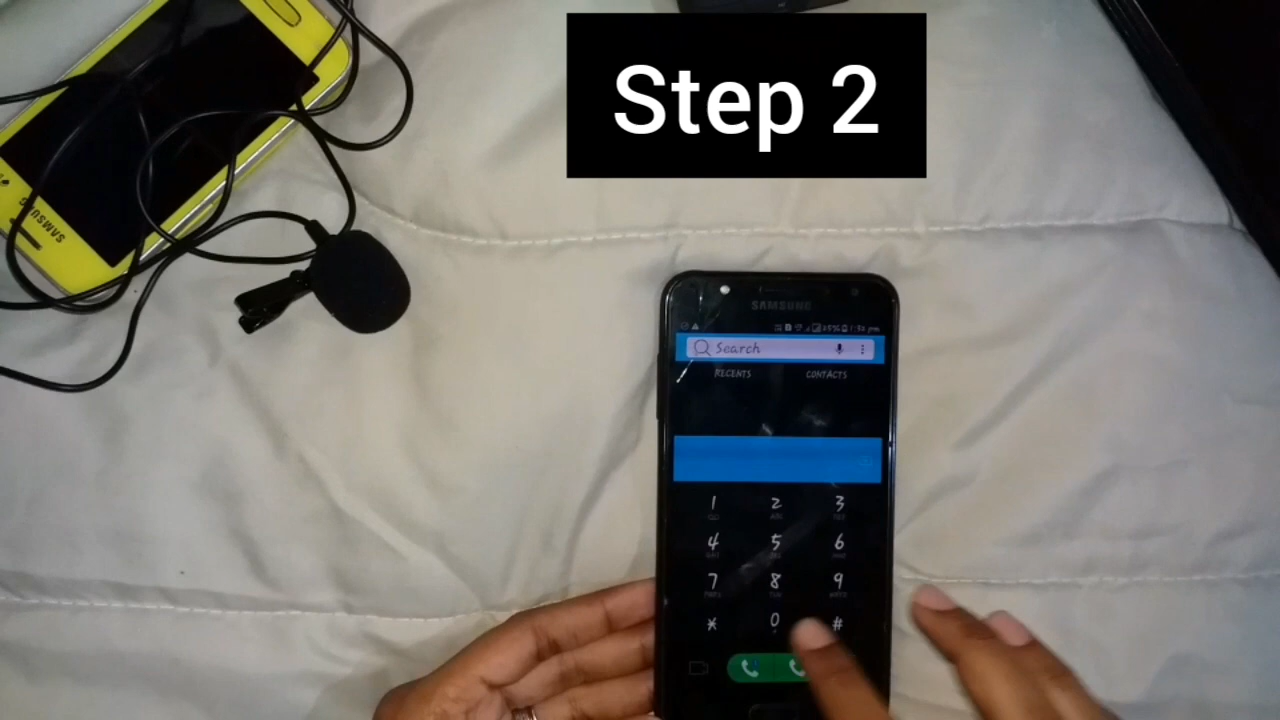 Step 2
SAMSUNG
SAMSUNG
Search
RECENTS
CONTACTS
1 2 3
4 5 6
7 8 9
* 0 #